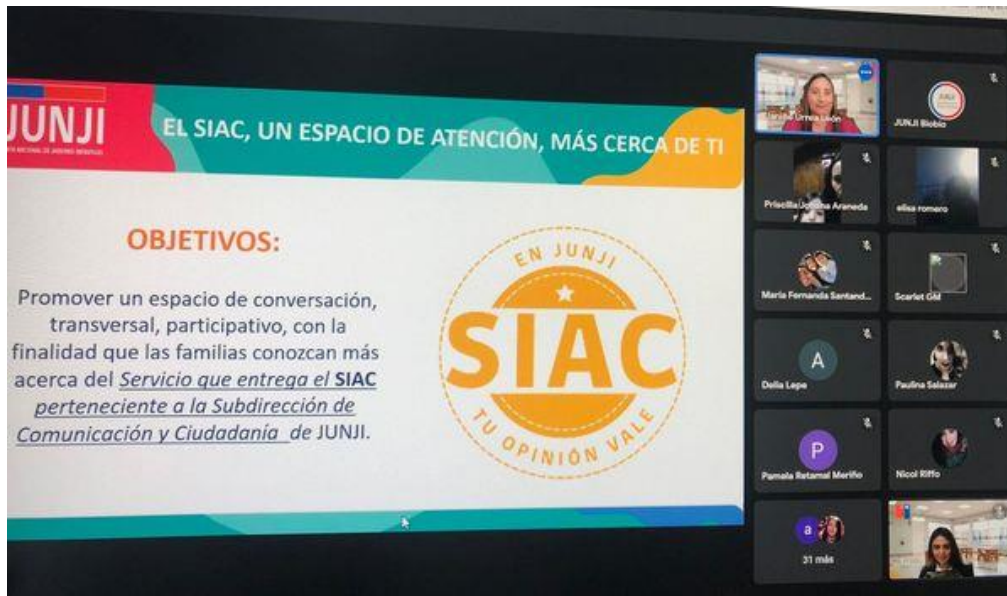 JUNJI
EL SIAC, UN ESPACIO DE ATENCIÓN, MÁS CERCA DE TI
OBJETIVOS:
Promover un espacio de conversación,
transversal, participativo, con la
finalidad que las familias conozcan más
acerca del Servicio que entrega el SIAC
perteneciente a la Subdirección de
Comunicación y Ciudadanía de JUNJI.
EN JUNJI
SIAC
TU OPINIÓN VALE
Urrea León
JUNJI Biobío
Priscilla Johana Araneda
elisa romero
María Fernanda Santand...
Scarlet GM
A
Delia Lepe
Paulina Salazar
P
Pamela Retamal Meriño
Nicol Riffo
a
31 más